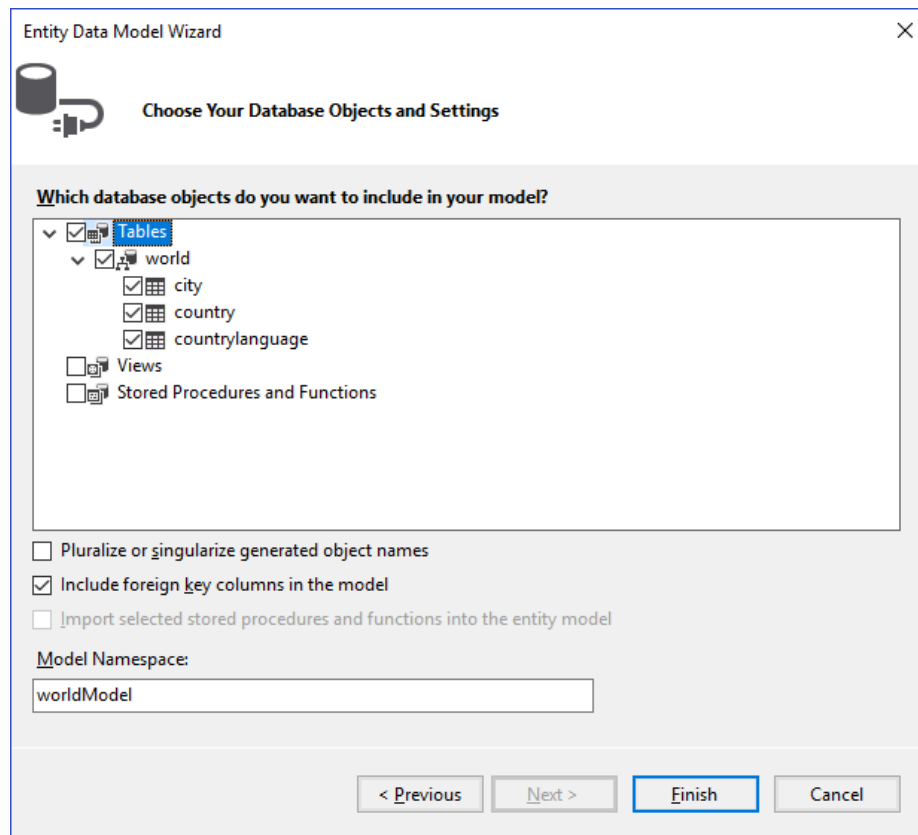 Entity Data Model Wizard
Choose Your Database Objects and Settings
Which database objects do you want to include in your model?
Tables
world
city
country
countrylanguage
Views
Stored Procedures and Functions
Pluralize or singularize generated object names
Include foreign key columns in the model
Import selected stored procedures and functions into the entity model
Model Namespace:
worldModel
< Previous Next > Finish Cancel